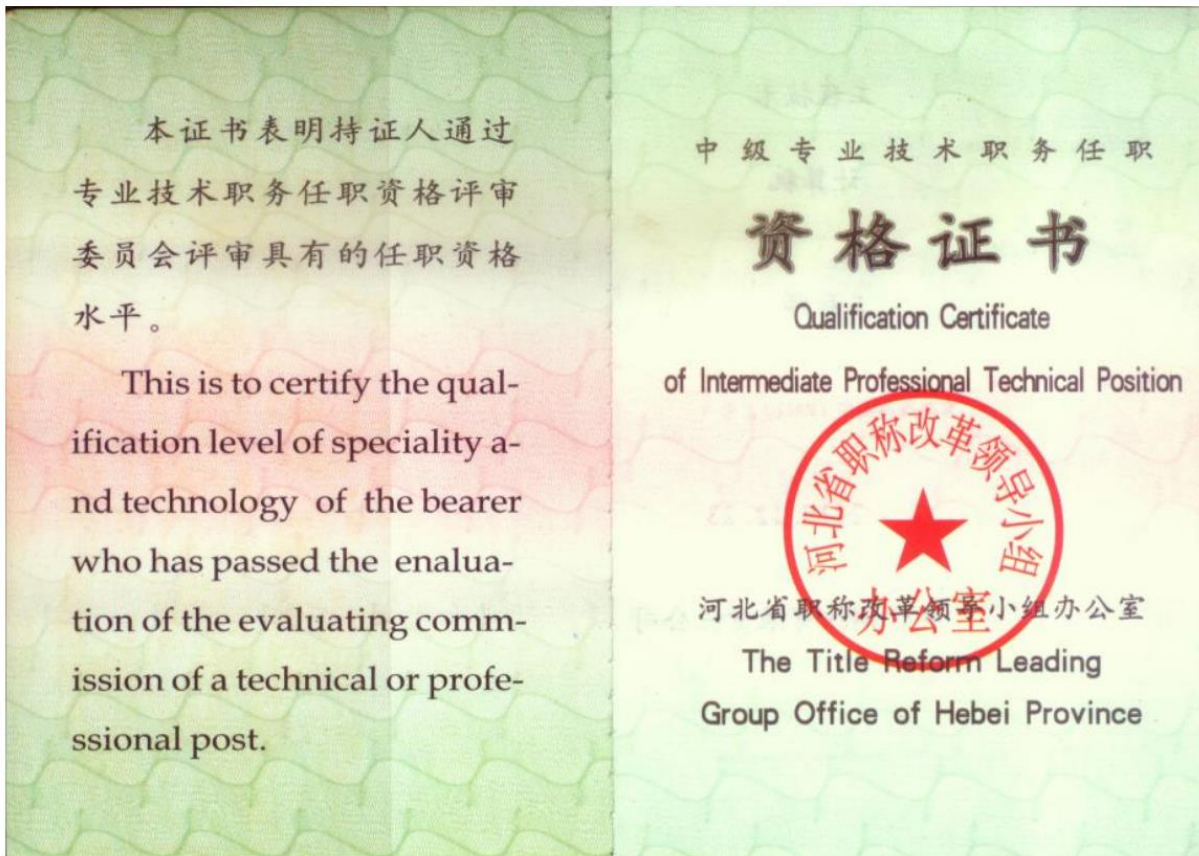 本证书表明持证人通过
专业技术职务任职资格评审
委员会评审具有的任职资格
水平。
This is to certify the qual-
ification level of speciality a-
nd technology of the bearer
who has passed the enalua-
tion of the evaluating comm-
ission of a technical or profe-
ssional post.
中级专业技术职务任职
资格证书
Qualification Certificate
of Intermediate Professional Technical Position
河北省职称改革领导小组
办公室
河北省职称改革领导小组办公室
The Title Reform Leading
Group Office of Hebei Province